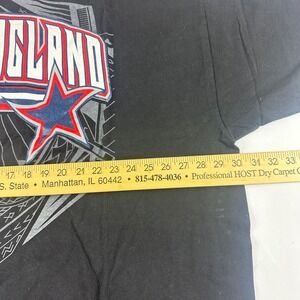 GLAND
17 18 19 20 21 22 23 24 25 26 27 28 29 30 31 32 33
S. State • Manhattan, IL 60442 • 815-478-4036 • Professional HOST Dry Carpet C